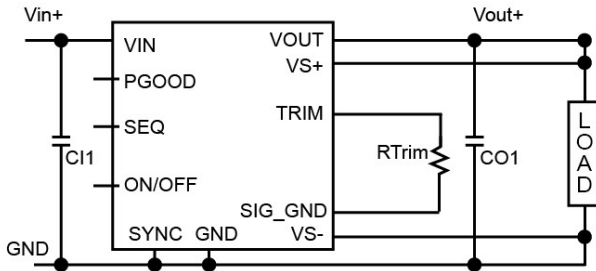 Vin+
Vout+
VIN
VOUT
VS+
PGOOD
TRIM
SEQ
CI1
RTrim
CO1
LOAD
ON/OFF
SIG_GND
GND
SYNC
GND
VS-